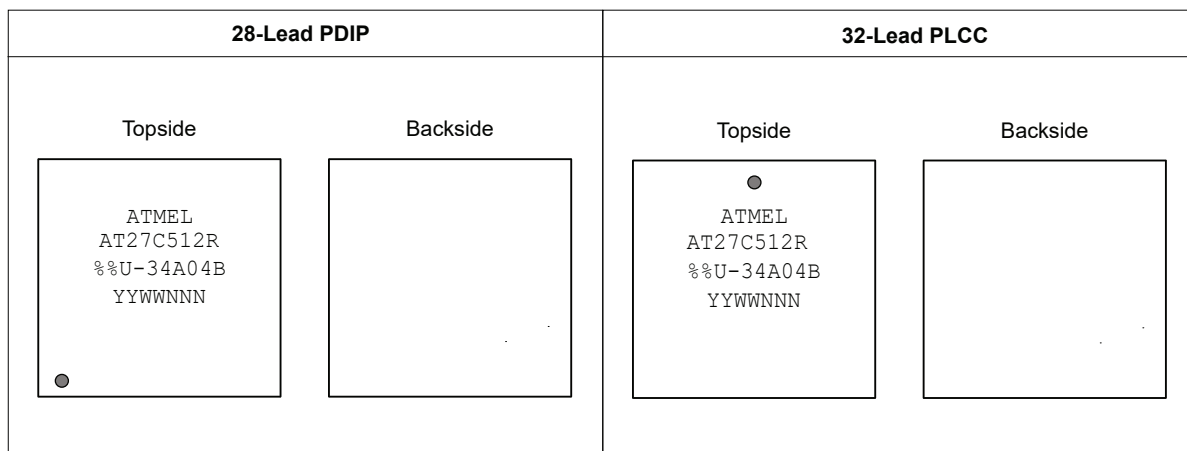 28-Lead PDIP
32-Lead PLCC
Topside
Backside
Topside
Backside
ATMEL
AT27C512R
%%U-34A04B
YYWWNNN
ATMEL
AT27C512R
%%U-34A04B
YYWWNNN